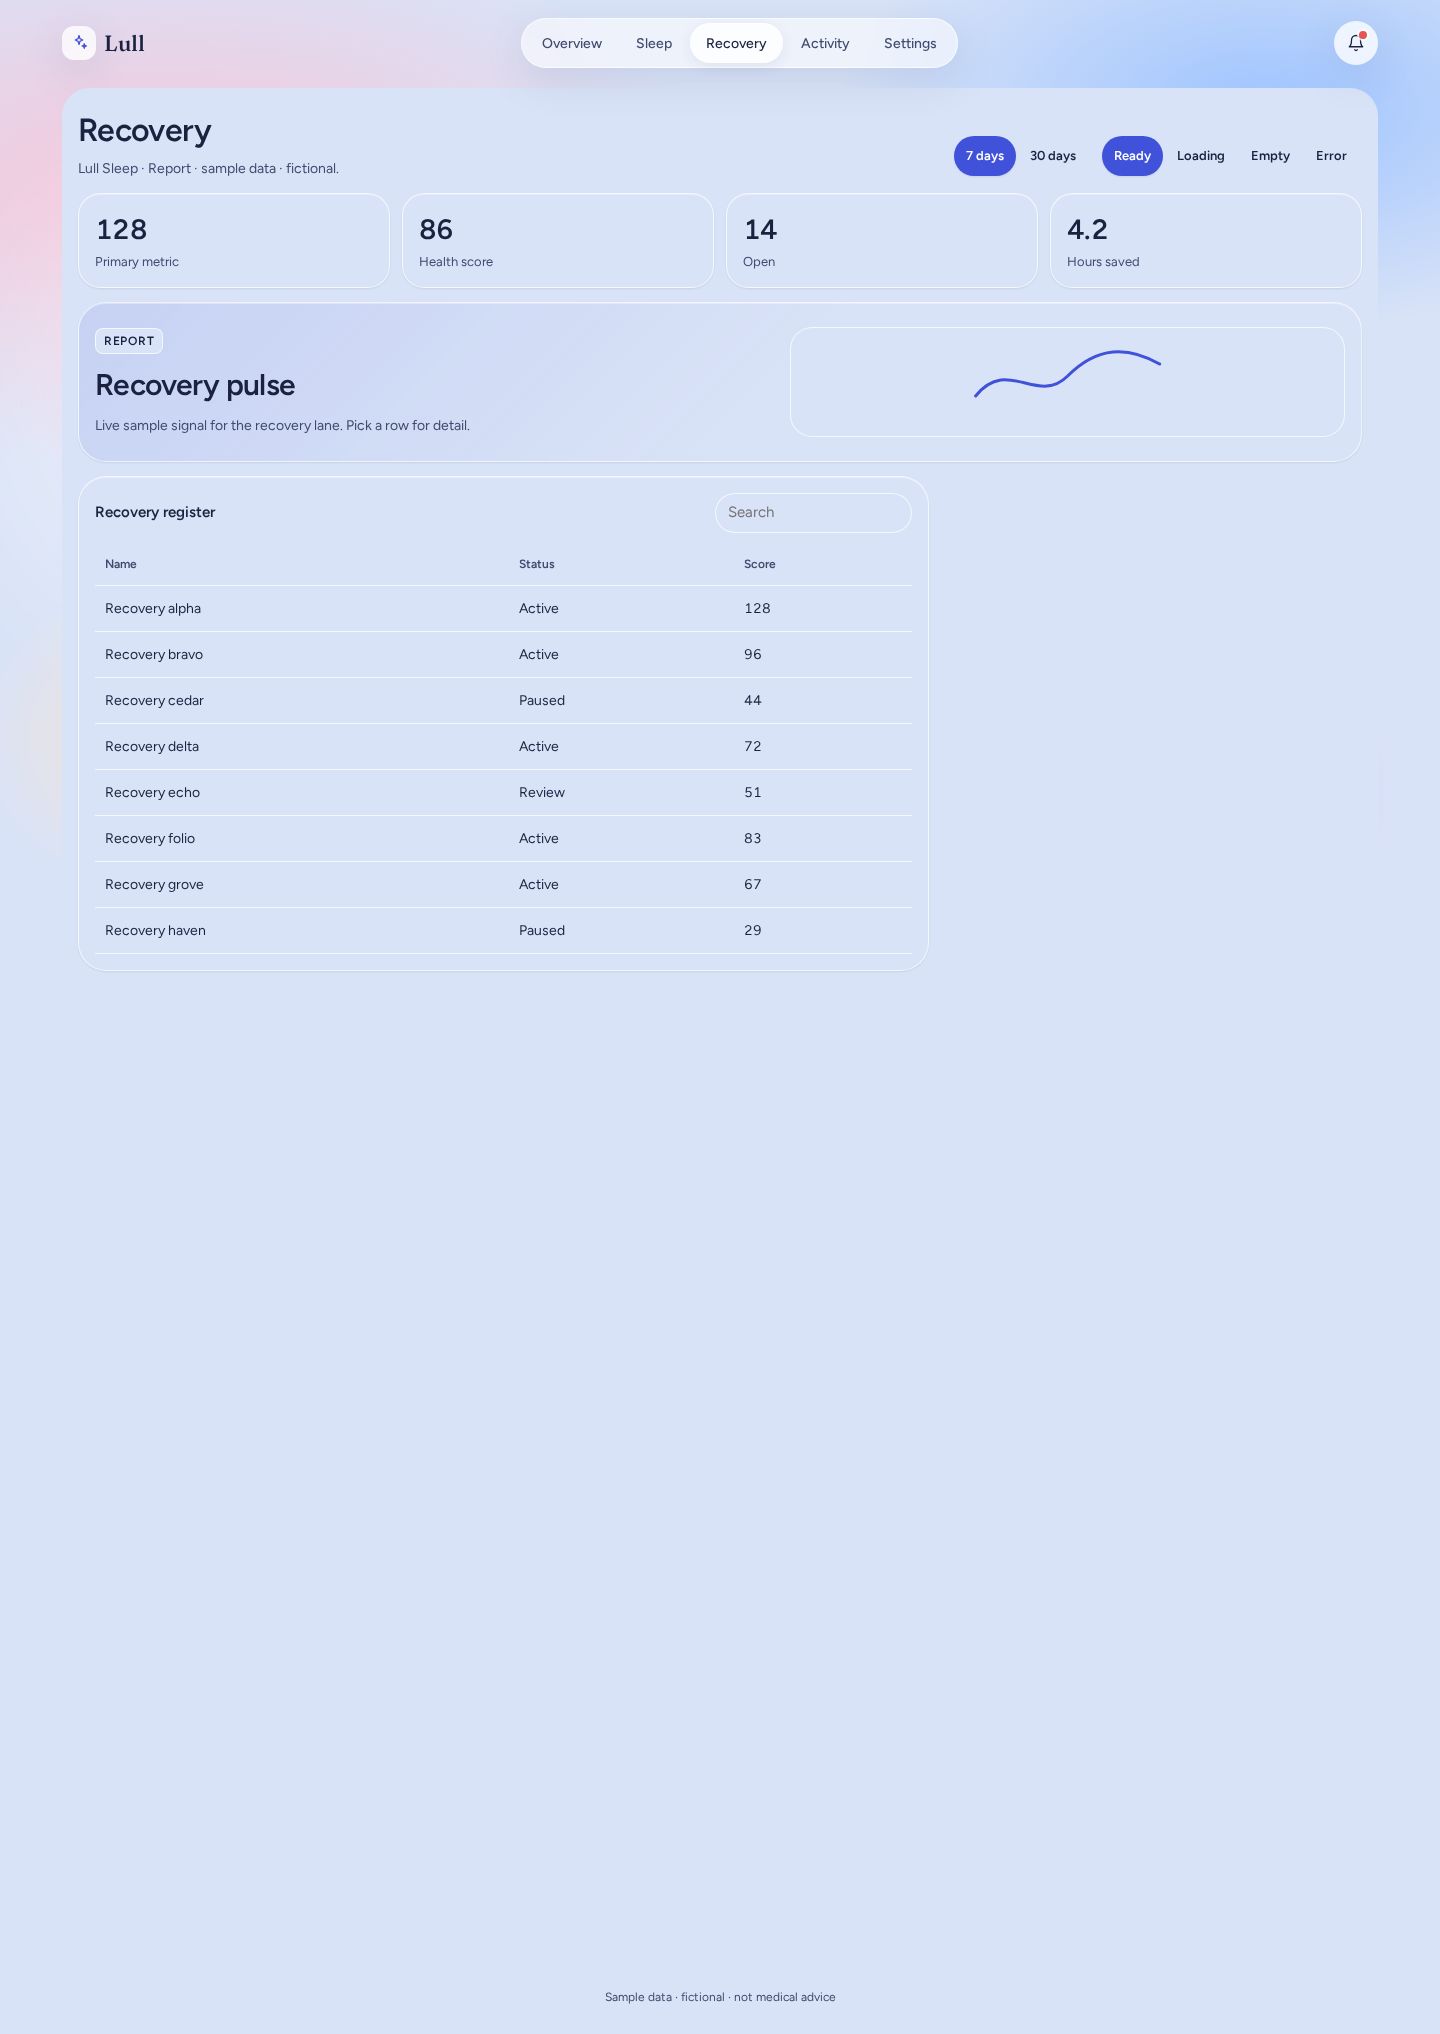 Lull
Overview Sleep Recovery Activity Settings
Recovery
Lull Sleep · Report · sample data · fictional.
7 days 30 days Ready Loading Empty Error
128
Primary metric
86
Health score
14
Open
4.2
Hours saved
REPORT
Recovery pulse
Live sample signal for the recovery lane. Pick a row for detail.
Recovery register
Search
Name Status Score
Recovery alpha Active 128
Recovery bravo Active 96
Recovery cedar Paused 44
Recovery delta Active 72
Recovery echo Review 51
Recovery folio Active 83
Recovery grove Active 67
Recovery haven Paused 29
Sample data · fictional · not medical advice